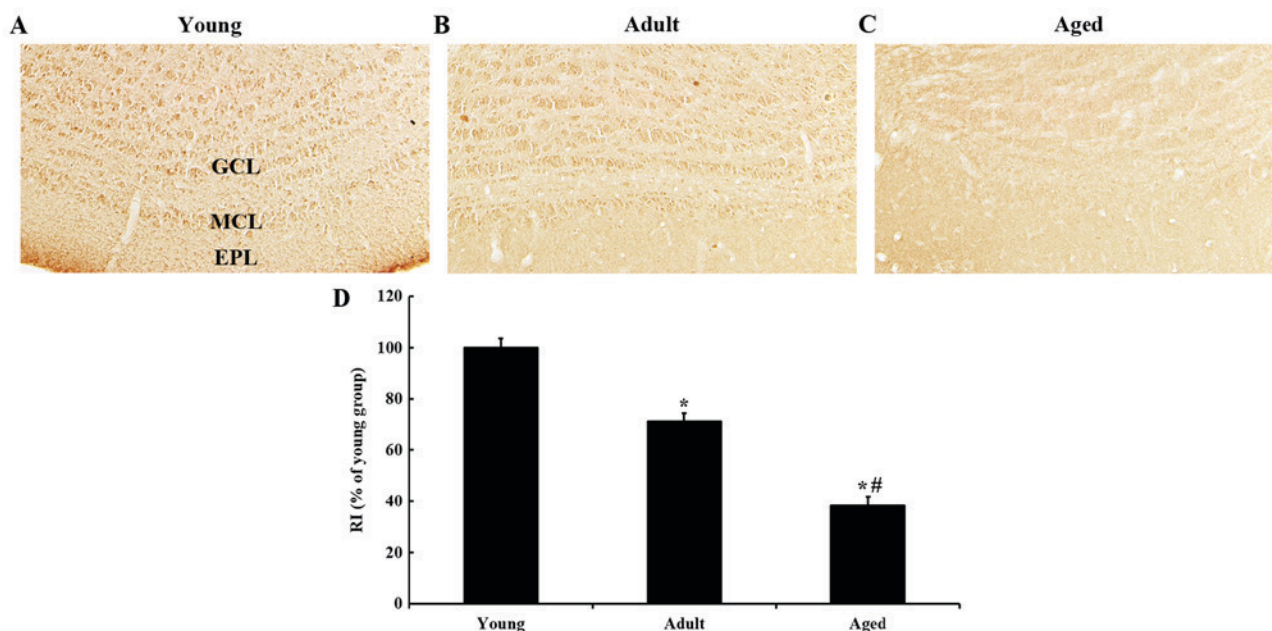 A Young B Adult C Aged
GCL
MCL
EPL
D
120
100
80
60
40
20
0
RI (% of young group)
*
*#
Young Adult Aged